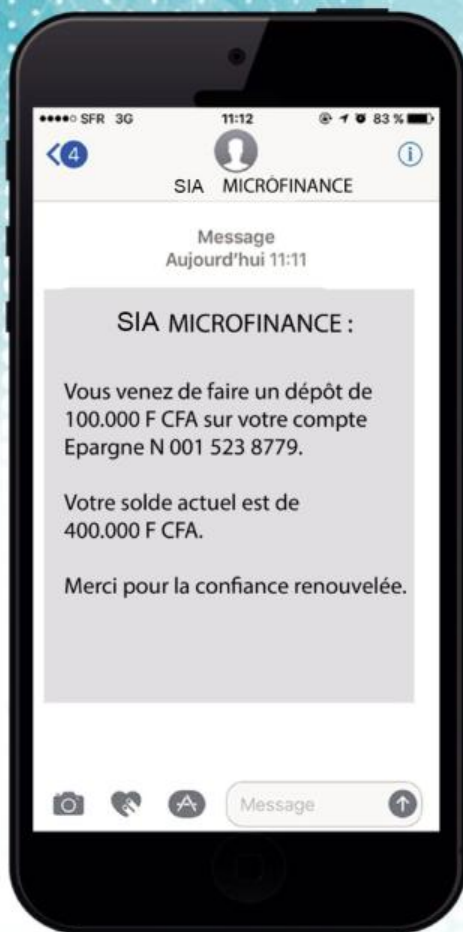 SFR 3G 11:12 83 %
4
SIA MICROFINANCE
Message
Aujourd'hui 11:11
SIA MICROFINANCE :
Vous venez de faire un dépôt de
100.000 F CFA sur votre compte
Epargne N 001 523 8779.
Votre solde actuel est de
400.000 F CFA.
Merci pour la confiance renouvelée.
Message